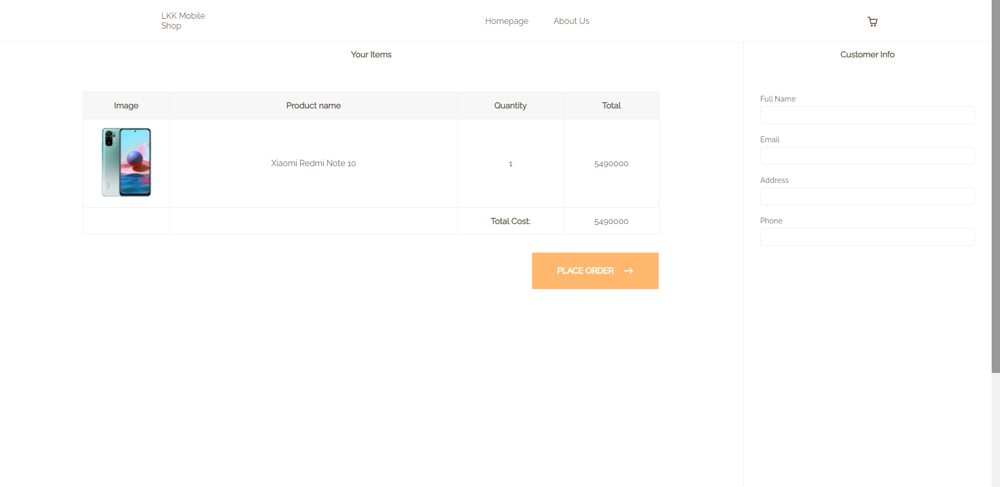 LKK Mobile
Shop
Homepage
About Us
Your Items
Customer Info
Image
Product name
Quantity
Total
Xiaomi Redmi Note 10
1
5490000
Total Cost:
5490000
PLACE ORDER
Full Name
Email
Address
Phone